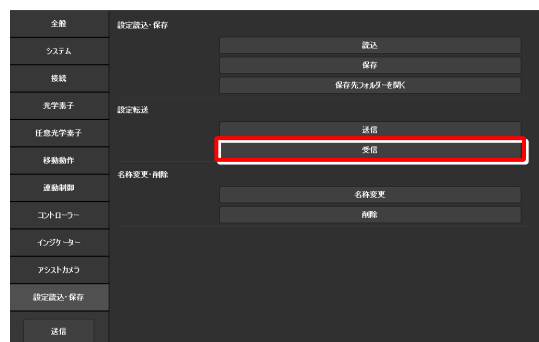 全般
システム
接続
光学素子
任意光学素子
移動動作
連動制御
コントローラー
インジケーター
アシストカメラ
設定読込・保存
送信
設定読込・保存
読込
保存
保存先フォルダーを開く
設定転送
送信
受信
名称変更・削除
名称変更
削除